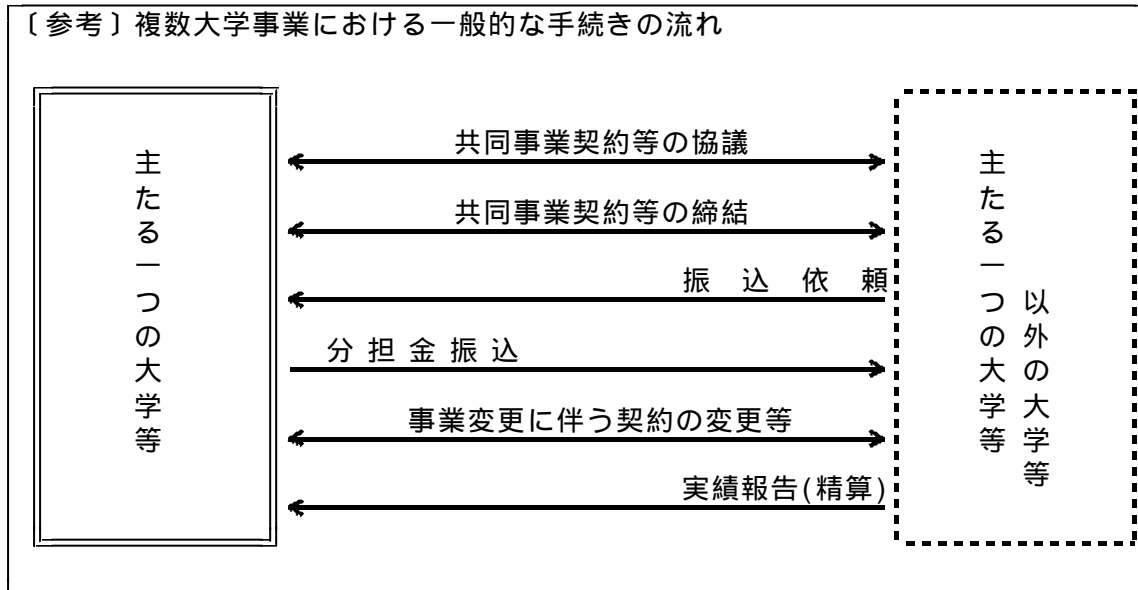 〔参考〕複数大学事業における一般的な手続きの流れ
主たる一つの大学等
共同事業契約等の協議
共同事業契約等の締結
振込依頼
分担金振込
事業変更に伴う契約の変更等
実績報告(精算)
主たる一つの大学等
以外の大学等